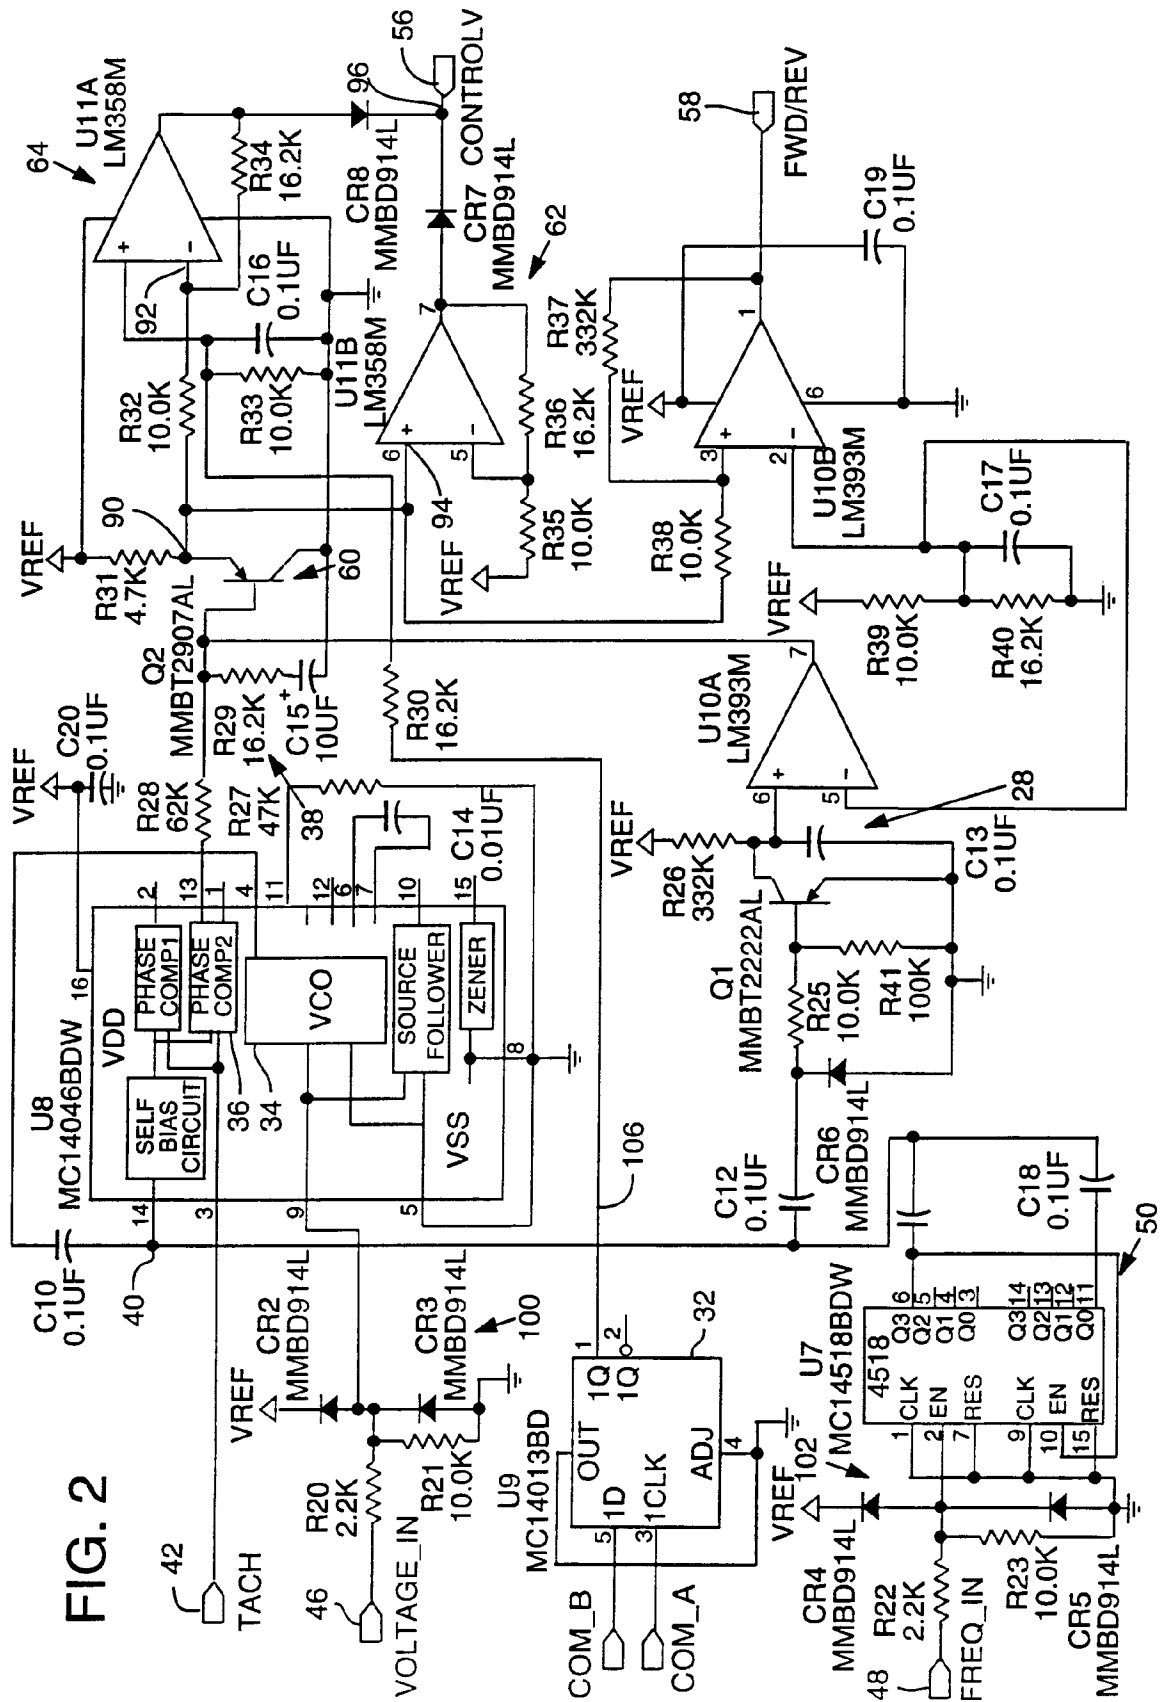 FIG. 2
42
TACH
46
VOLTAGE_IN
R20
2.2K
R21
10.0K
VREF
CR2
MMBD914L
CR3
MMBD914L
100
C10
0.1UF
40
14
3
9
5
U8
MC14046BDW
16
VDD
SELF
BIAS
CIRCUIT
PHASE
COMP1
PHASE
COMP2
36
34
VCO
SOURCE
FOLLOWER
VSS
ZENER
8
2
13
1
4
11
12
6
7
10
15
VREF
C20
0.1UF
R28
62K
R27
47K
38
C14
0.01UF
Q2
MMBT2907AL
R29
16.2K
C15
+
10UF
R30
16.2K
VREF
R31
4.7K
90
60
R32
10.0K
R33
10.0K
C16
0.1UF
92
+
-
64
U11A
LM358M
R34
16.2K
CR8
MMBD914L
96
56
CONTROLV
CR7
MMBD914L
62
U11B
LM358M
6
+
5
-
7
94
VREF
R35
10.0K
R36
16.2K
R37
332K
R38
10.0K
VREF
3
+
2
-
1
6
U10B
LM393M
58
FWD/REV
C19
0.1UF
VREF
R39
10.0K
R40
16.2K
C17
0.1UF
U10A
LM393M
6
+
5
-
7
28
VREF
R26
332K
C13
0.1UF
Q1
MMBT2222AL
R25
10.0K
R41
100K
CR6
MMBD914L
C12
0.1UF
C18
0.1UF
50
106
COM_B
COM_A
U9
MC14013BD
OUT
5
1D
3
1CLK
ADJ
4
1Q
1
1Q
2
32
48
FREQ_IN
R22
2.2K
R23
10.0K
CR4
MMBD914L
CR5
MMBD914L
VREF
102
U7
MC14518BDW
4518
1
CLK
2
EN
7
RES
9
CLK
10
EN
15
RES
Q3
6
Q2
5
Q1
4
Q0
3
Q3
14
Q2
13
Q1
12
Q0
11